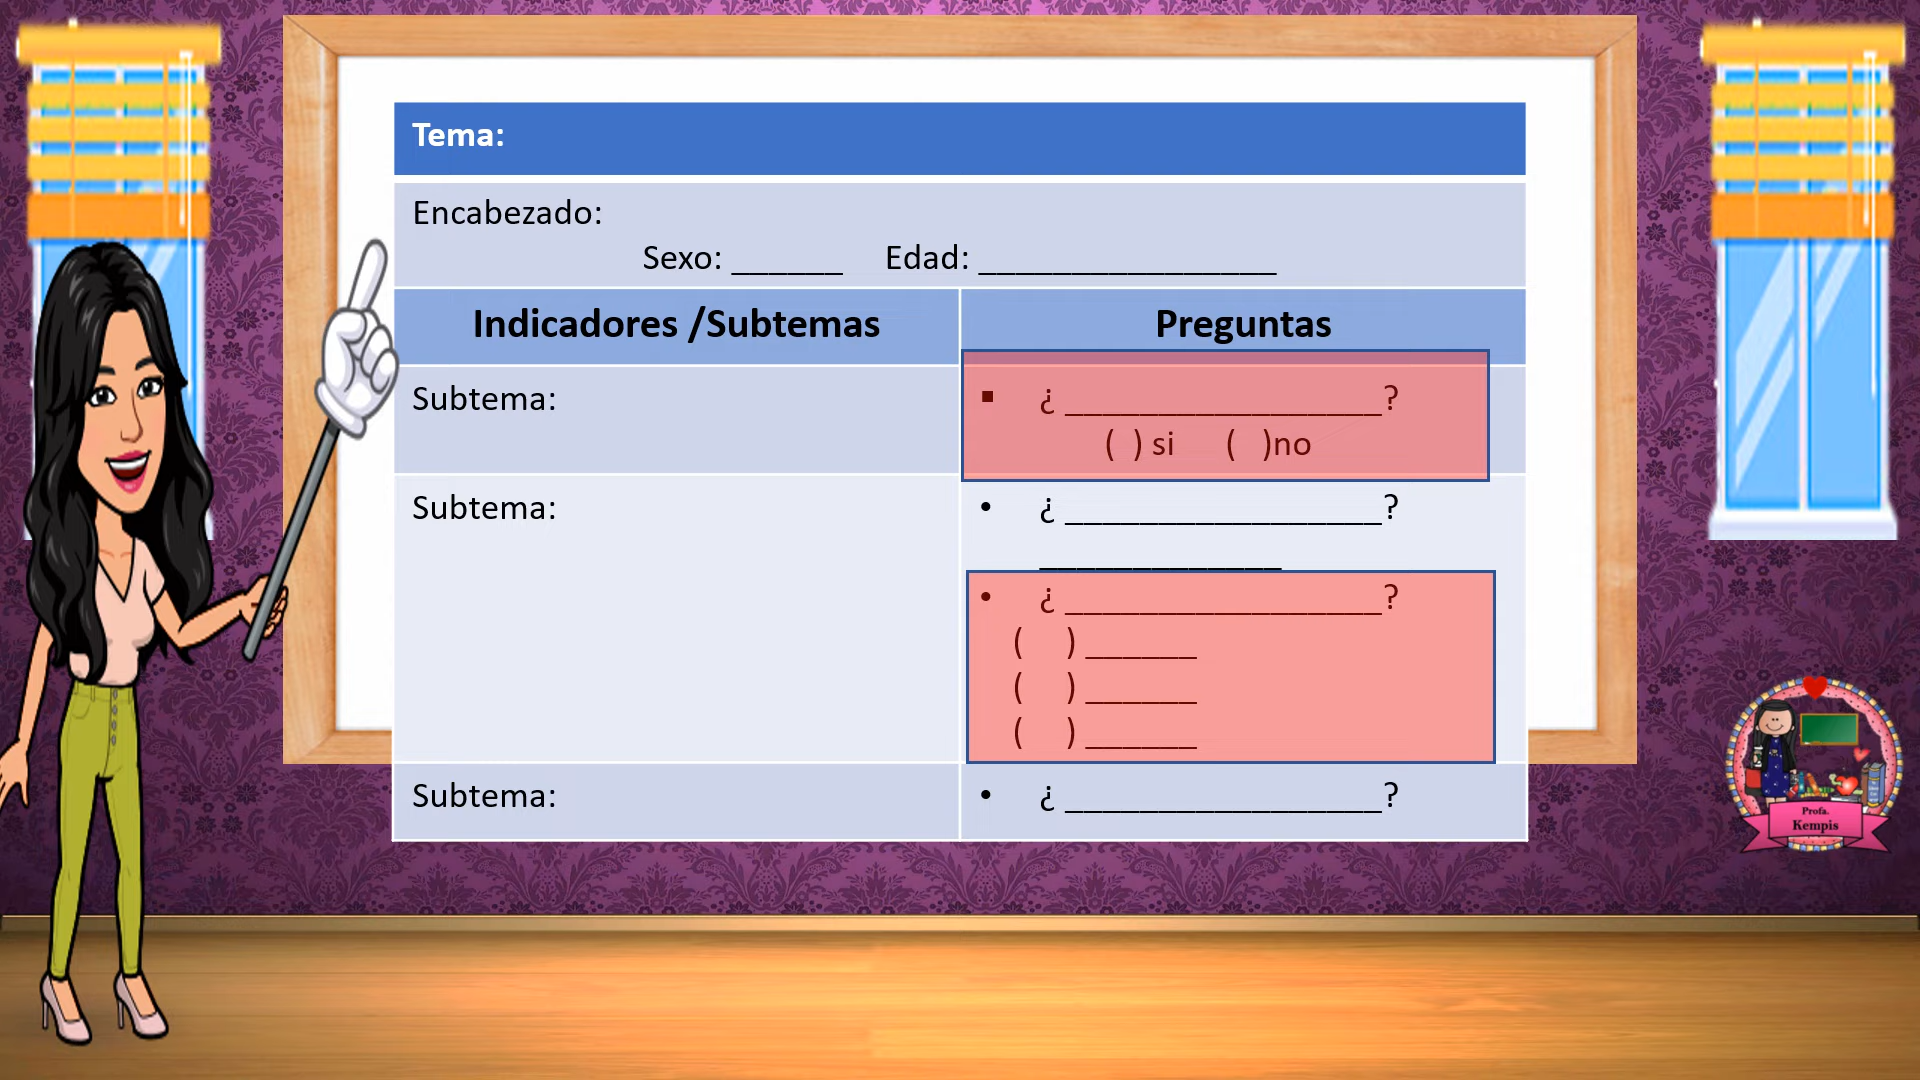 Tema:
Encabezado:
Sexo: ______ Edad: ________________
Indicadores /Subtemas
Preguntas
Subtema:
▪ ¿ _________________?
( ) si ( )no
Subtema:
• ¿ _________________?
_____________
• ¿ _________________?
( ) ______
( ) ______
( ) ______
Subtema:
• ¿ _________________?
Profa.
Kempis